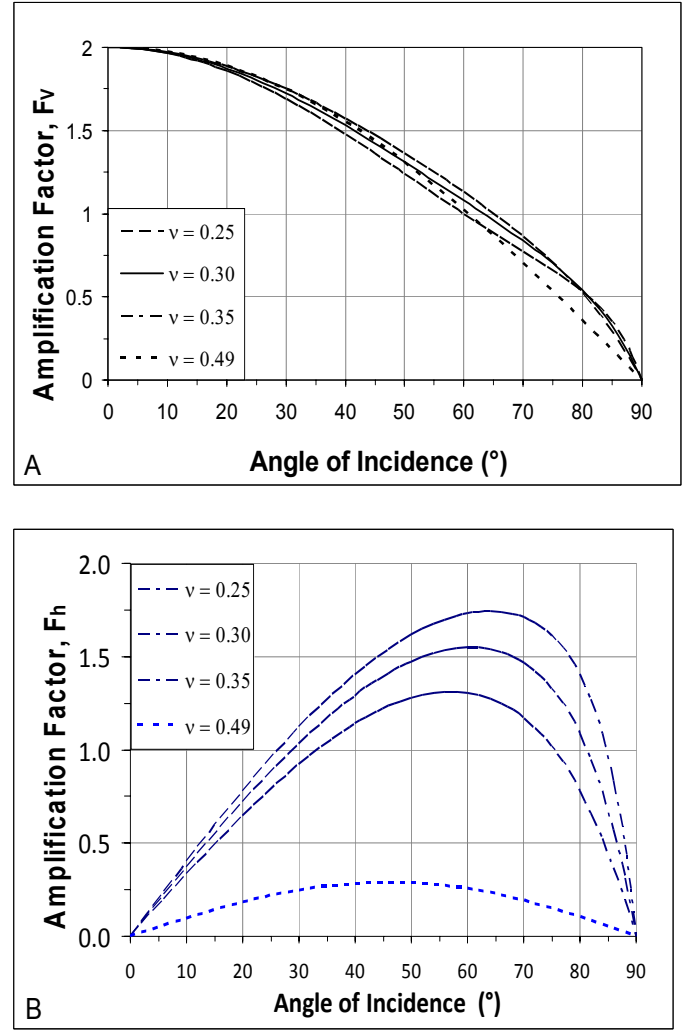 2
1.5
1
0.5
0
Amplification Factor, Fv
ν = 0.25
ν = 0.30
ν = 0.35
ν = 0.49
0 10 20 30 40 50 60 70 80 90
Angle of Incidence (°)
A
2.0
1.5
1.0
0.5
0.0
Amplification Factor, Fh
ν = 0.25
ν = 0.30
ν = 0.35
ν = 0.49
0 10 20 30 40 50 60 70 80 90
Angle of Incidence (°)
B